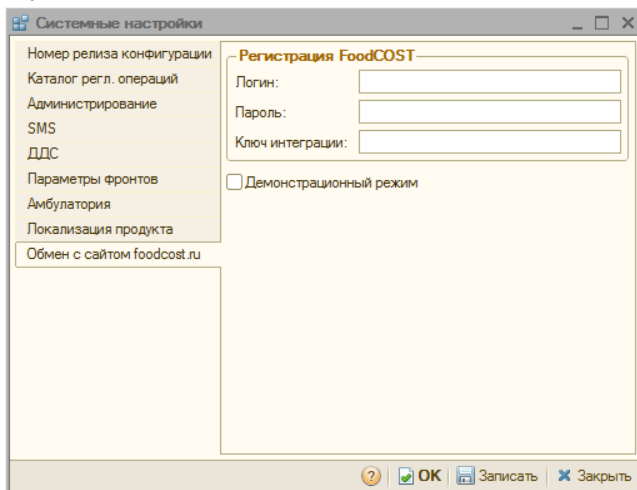 Системные настройки
Номер релиза конфигурации
Каталог регл. операций
Администрирование
SMS
ДДС
Параметры фронтов
Амбулатория
Локализация продукта
Обмен с сайтом foodcost.ru
Регистрация FoodCOST
Логин:
Пароль:
Ключ интеграции:
Демонстрационный режим
? OK Записать Закрыть